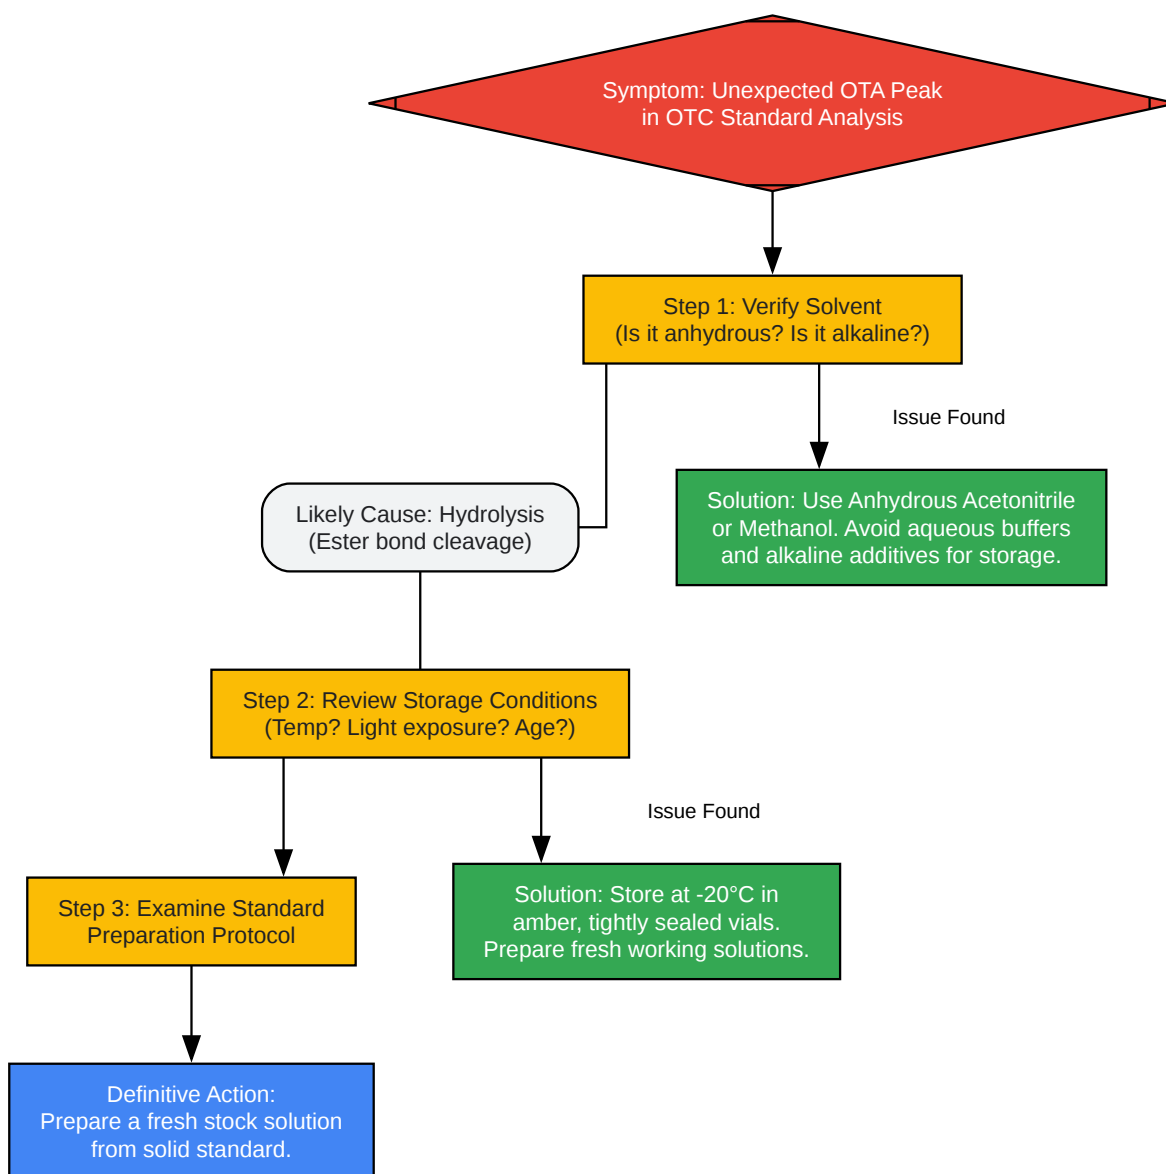 Symptom: Unexpected OTA Peak
in OTC Standard Analysis
Step 1: Verify Solvent
(Is it anhydrous? Is it alkaline?)
Issue Found
Solution: Use Anhydrous Acetonitrile
or Methanol. Avoid aqueous buffers
and alkaline additives for storage.
Likely Cause: Hydrolysis
(Ester bond cleavage)
Step 2: Review Storage Conditions
(Temp? Light exposure? Age?)
Issue Found
Solution: Store at -20°C in
amber, tightly sealed vials.
Prepare fresh working solutions.
Step 3: Examine Standard
Preparation Protocol
Definitive Action:
Prepare a fresh stock solution
from solid standard.